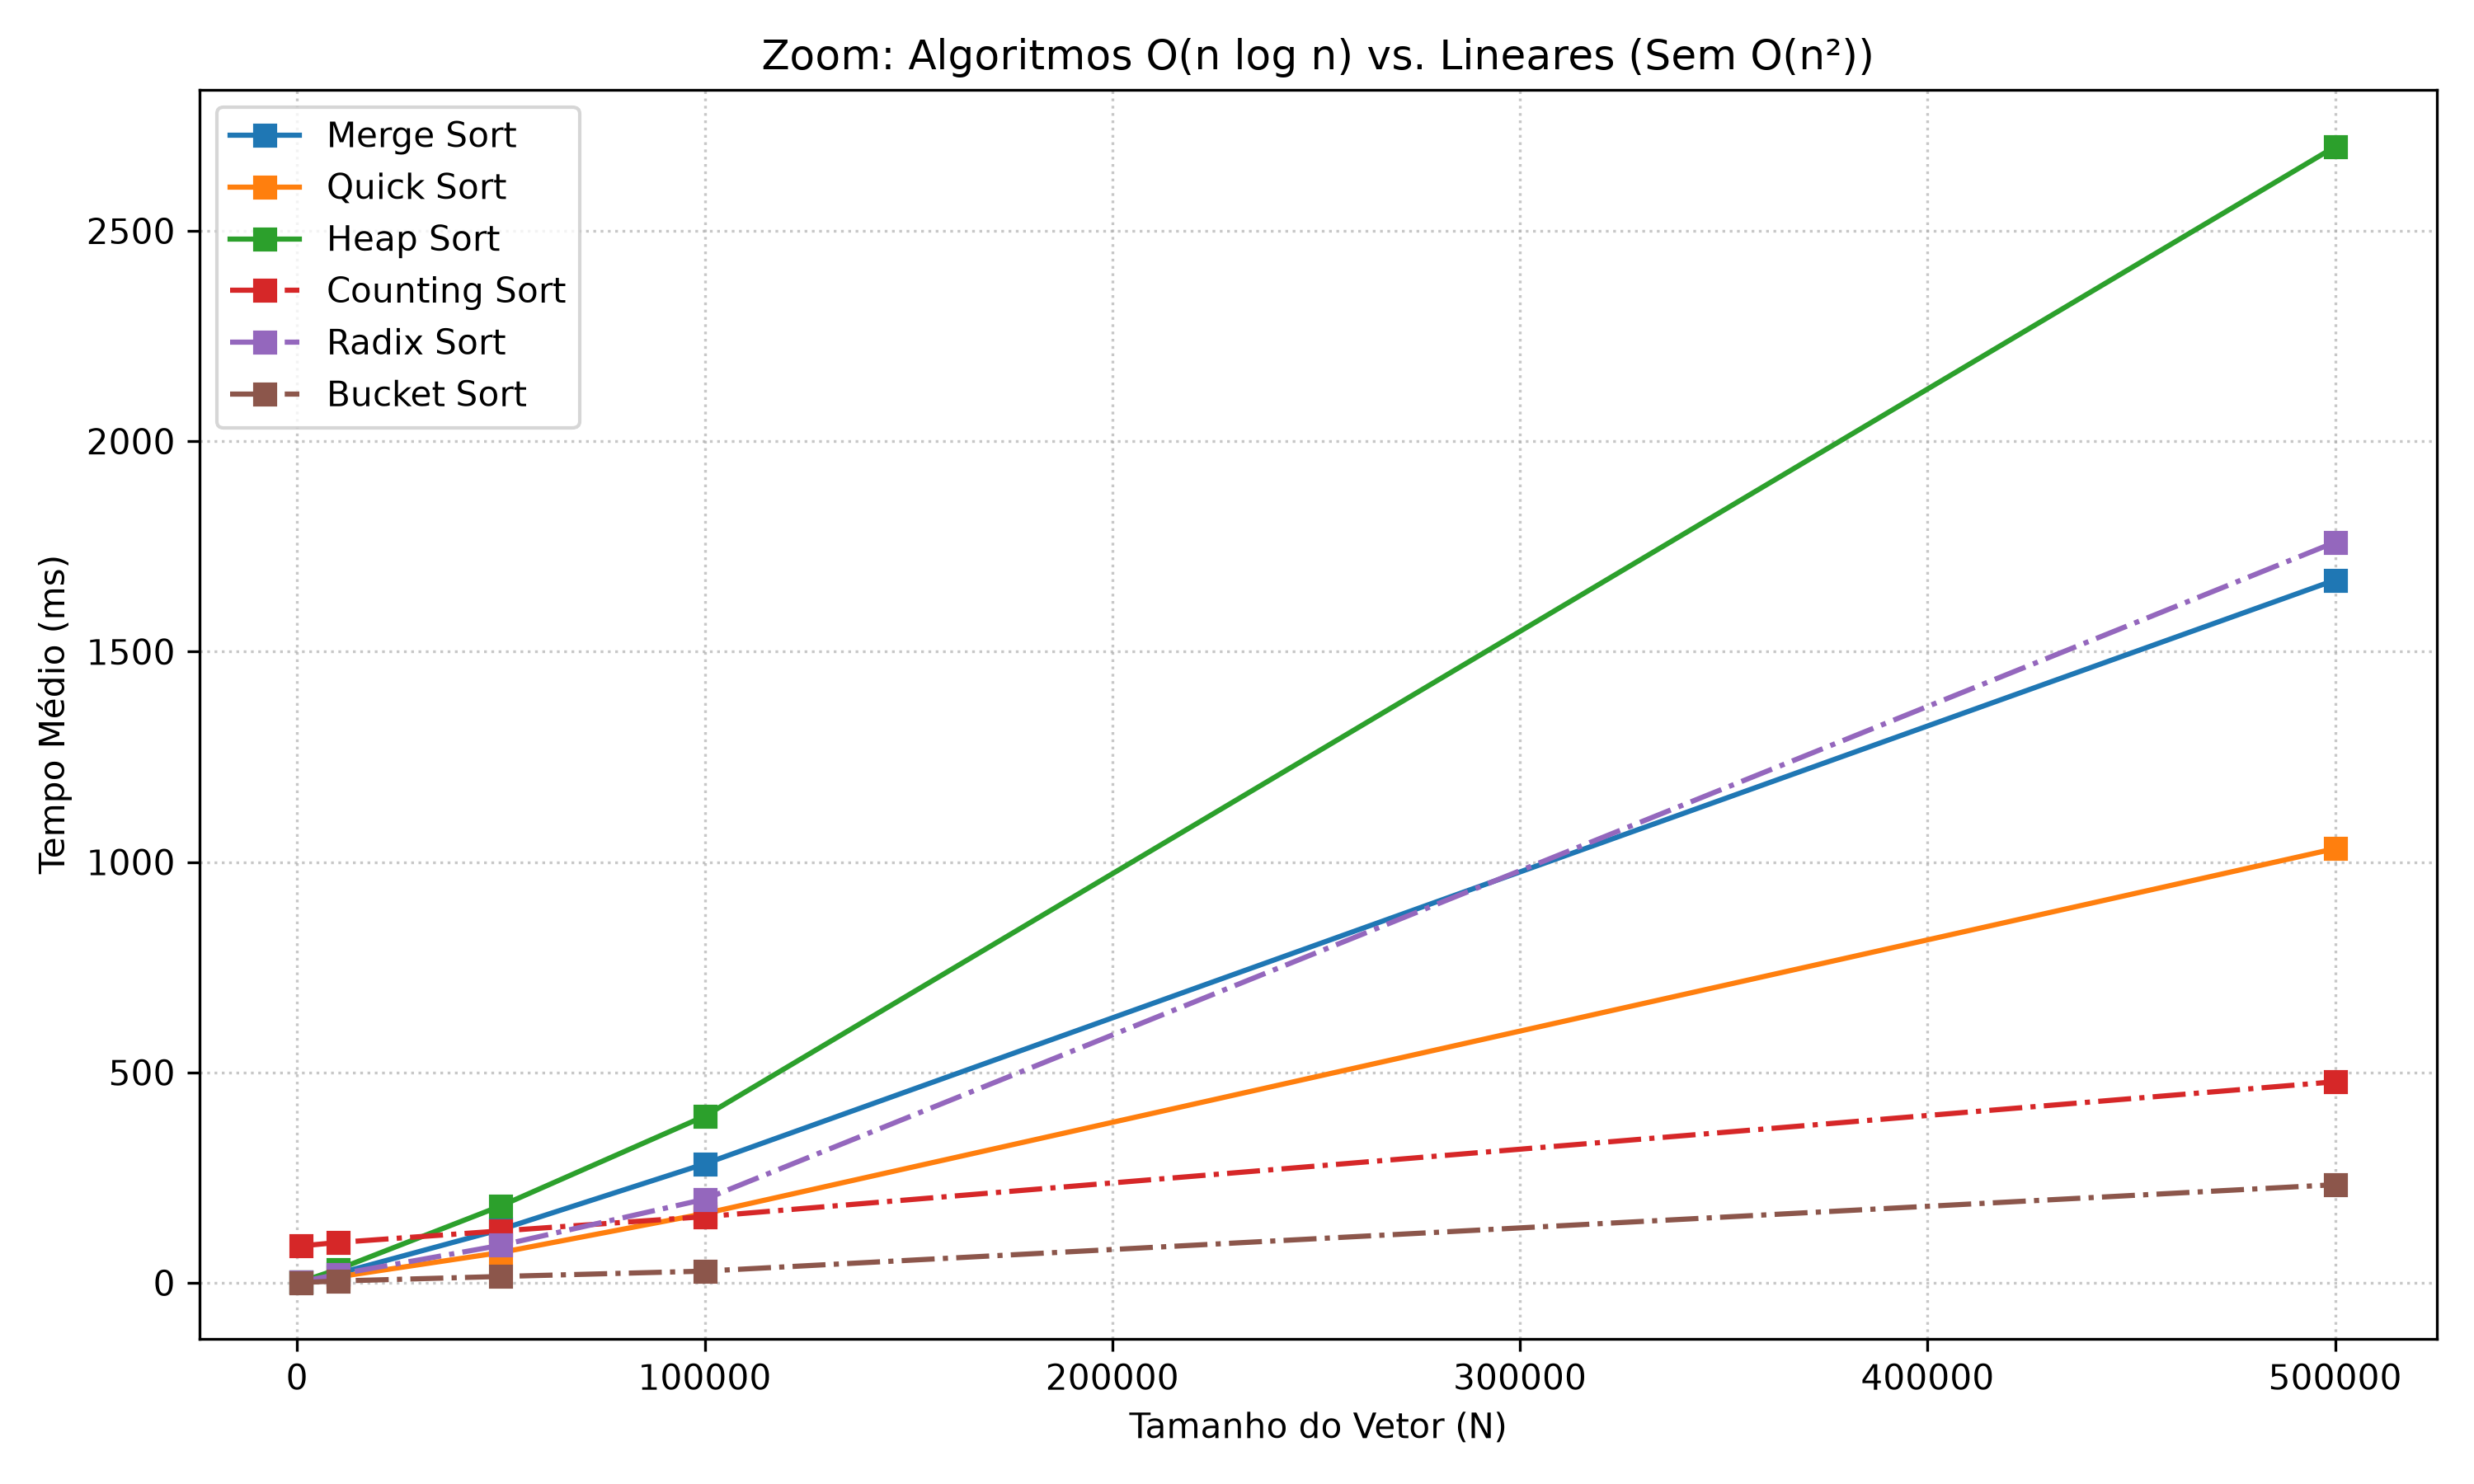 Zoom: Algoritmos O(n log n) vs. Lineares (Sem O(n²))
Merge Sort
Quick Sort
Heap Sort
Counting Sort
Radix Sort
Bucket Sort
Tempo Médio (ms)
2500
2000
1500
1000
500
0
0 100000 200000 300000 400000 500000
Tamanho do Vetor (N)